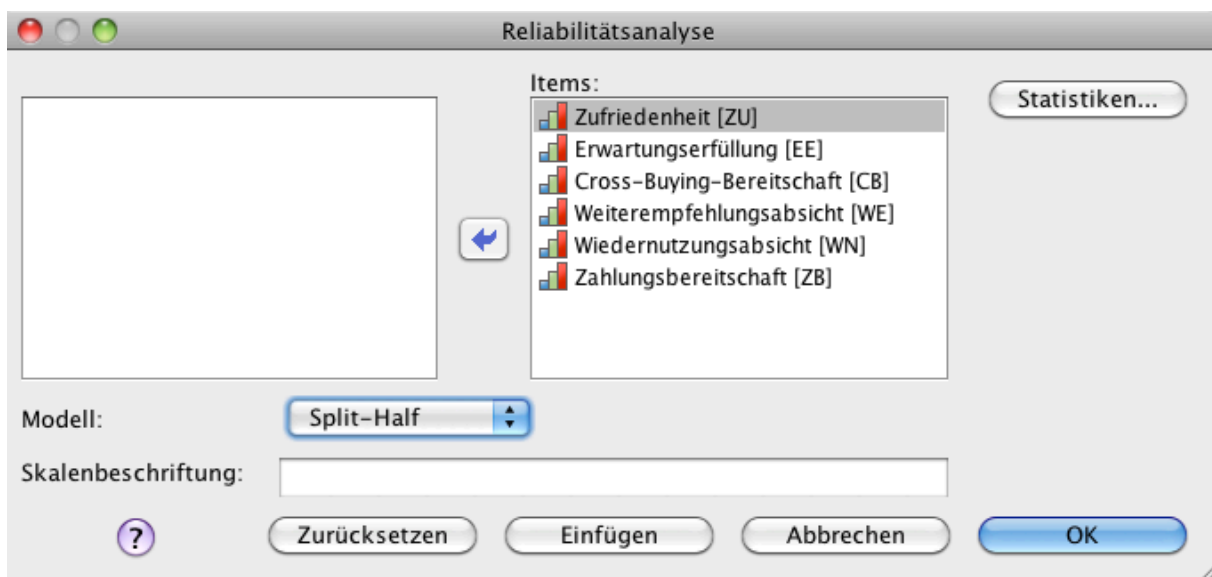 Reliabilitätsanalyse
Items:
Zufriedenheit [ZU]
Erwartungserfüllung [EE]
Cross-Buying-Bereitschaft [CB]
Weiterempfehlungsabsicht [WE]
Wiedernutzungsabsicht [WN]
Zahlungsbereitschaft [ZB]
Statistiken...
Modell:
Split-Half
Skalenbeschriftung:
?
Zurücksetzen
Einfügen
Abbrechen
OK